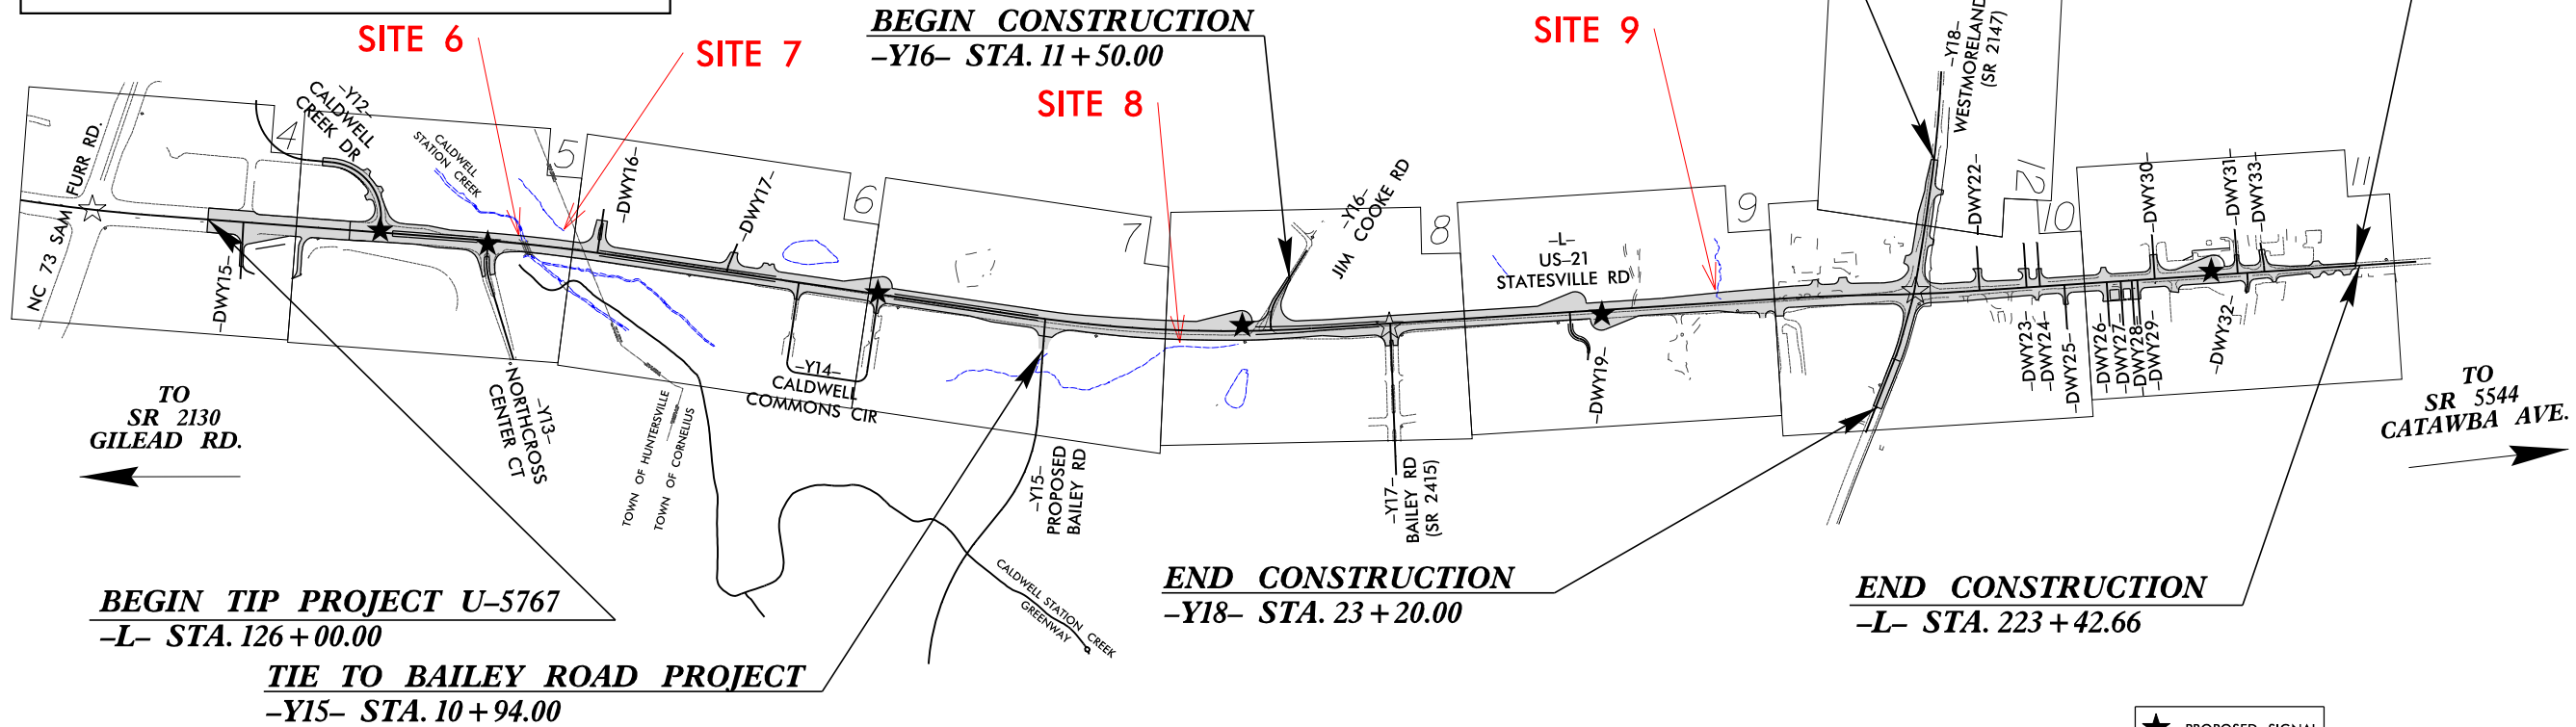 BEGIN CONSTRUCTION
-Y16- STA. 11+50.00
SITE 6
SITE 7
SITE 8
SITE 9
-Y18-
WESTMORELAND
(SR 2147)
NC 73 SAM FURR RD.
-Y12-
CALDWELL
CREEK DR
CALDWELL
STATION CREEK
4
5
6
7
8
9
10
11
12
-DWY15-
-DWY16-
-DWY17-
-Y16-
JIM COOKE RD
-L-
US-21
STATESVILLE RD
-DWY22-
-DWY30-
-DWY31-
-DWY33-
-Y13-
NORTHCROSS
CENTER CT
-Y14-
CALDWELL
COMMONS CIR
TOWN OF HUNTERSVILLE
TOWN OF CORNELIUS
-Y15-
PROPOSED
BAILEY RD
-Y17-
BAILEY RD
(SR 2415)
-DWY19-
-DWY23-
-DWY24-
-DWY25-
-DWY26-
-DWY27-
-DWY28-
-DWY29-
-DWY32-
TO
SR 2130
GILEAD RD.
TO
SR 5544
CATAWBA AVE.
CALDWELL STATION CREEK
GREENWAY
BEGIN TIP PROJECT U-5767
-L- STA. 126+00.00
TIE TO BAILEY ROAD PROJECT
-Y15- STA. 10+94.00
END CONSTRUCTION
-Y18- STA. 23+20.00
END CONSTRUCTION
-L- STA. 223+42.66
PROPOSED SIGNAL